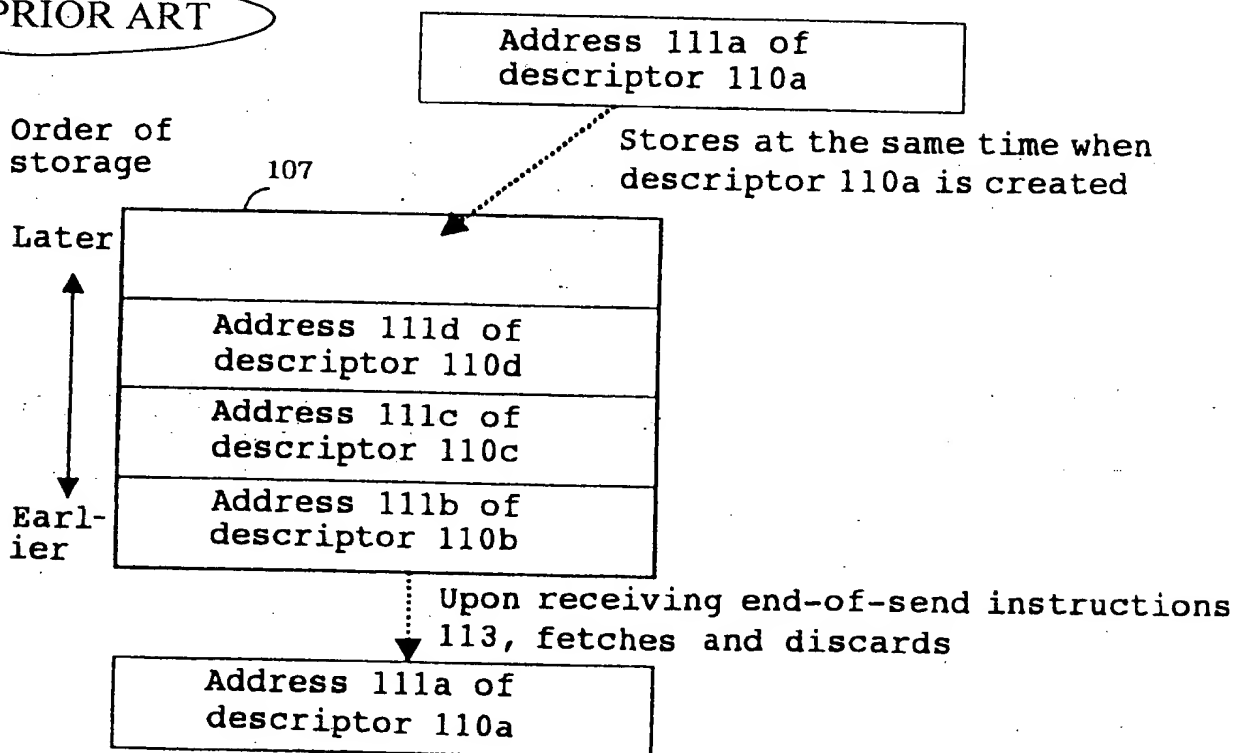 PRIOR ART
Address 111a of
descriptor 110a
Stores at the same time when
descriptor 110a is created
Order of
storage
107
Later
Address 111d of
descriptor 110d
Address 111c of
descriptor 110c
Address 111b of
descriptor 110b
Earl-
ier
Upon receiving end-of-send instructions
113, fetches and discards
Address 111a of
descriptor 110a